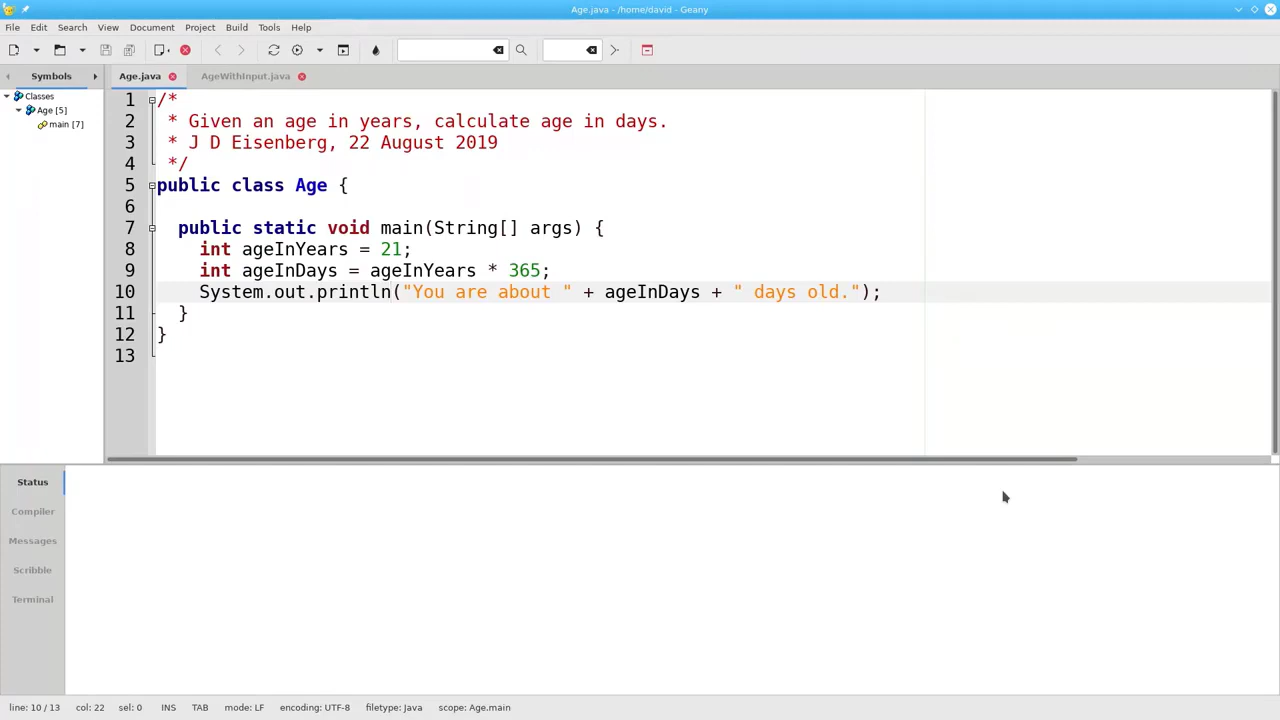 Age.java - /home/david - Geany
File Edit Search View Document Project Build Tools Help
Symbols Age.java AgeWithInput.java
Classes
Age [5]
main [7]
1 /*
2  * Given an age in years, calculate age in days.
3  * J D Eisenberg, 22 August 2019
4  */
5 public class Age {
6
7   public static void main(String[] args) {
8     int ageInYears = 21;
9     int ageInDays = ageInYears * 365;
10     System.out.println("You are about " + ageInDays + " days old.");
11   }
12 }
13
Status
Compiler
Messages
Scribble
Terminal
line: 10 / 13 col: 22 sel: 0 INS TAB mode: LF encoding: UTF-8 filetype: Java scope: Age.main